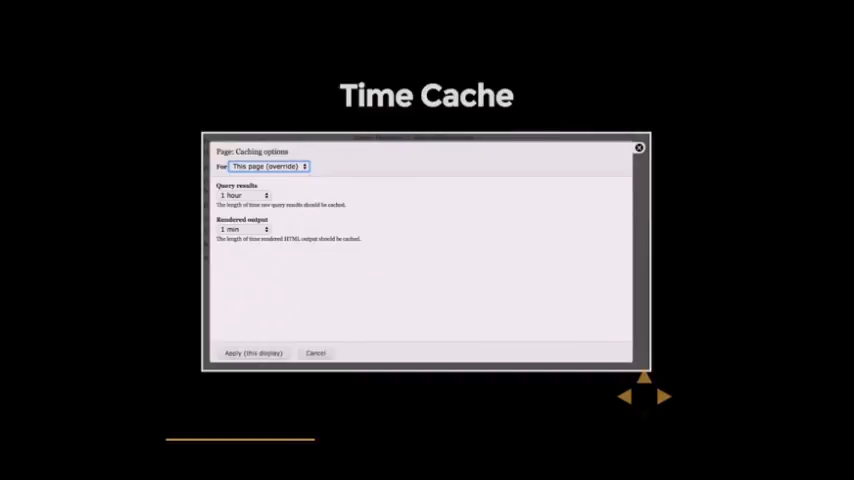 Time Cache
Page: Caching options
For This page (override)
Query results
1 hour
The length of time raw query results should be cached.
Rendered output
1 min
The length of time rendered HTML output should be cached.
Apply (this display) Cancel